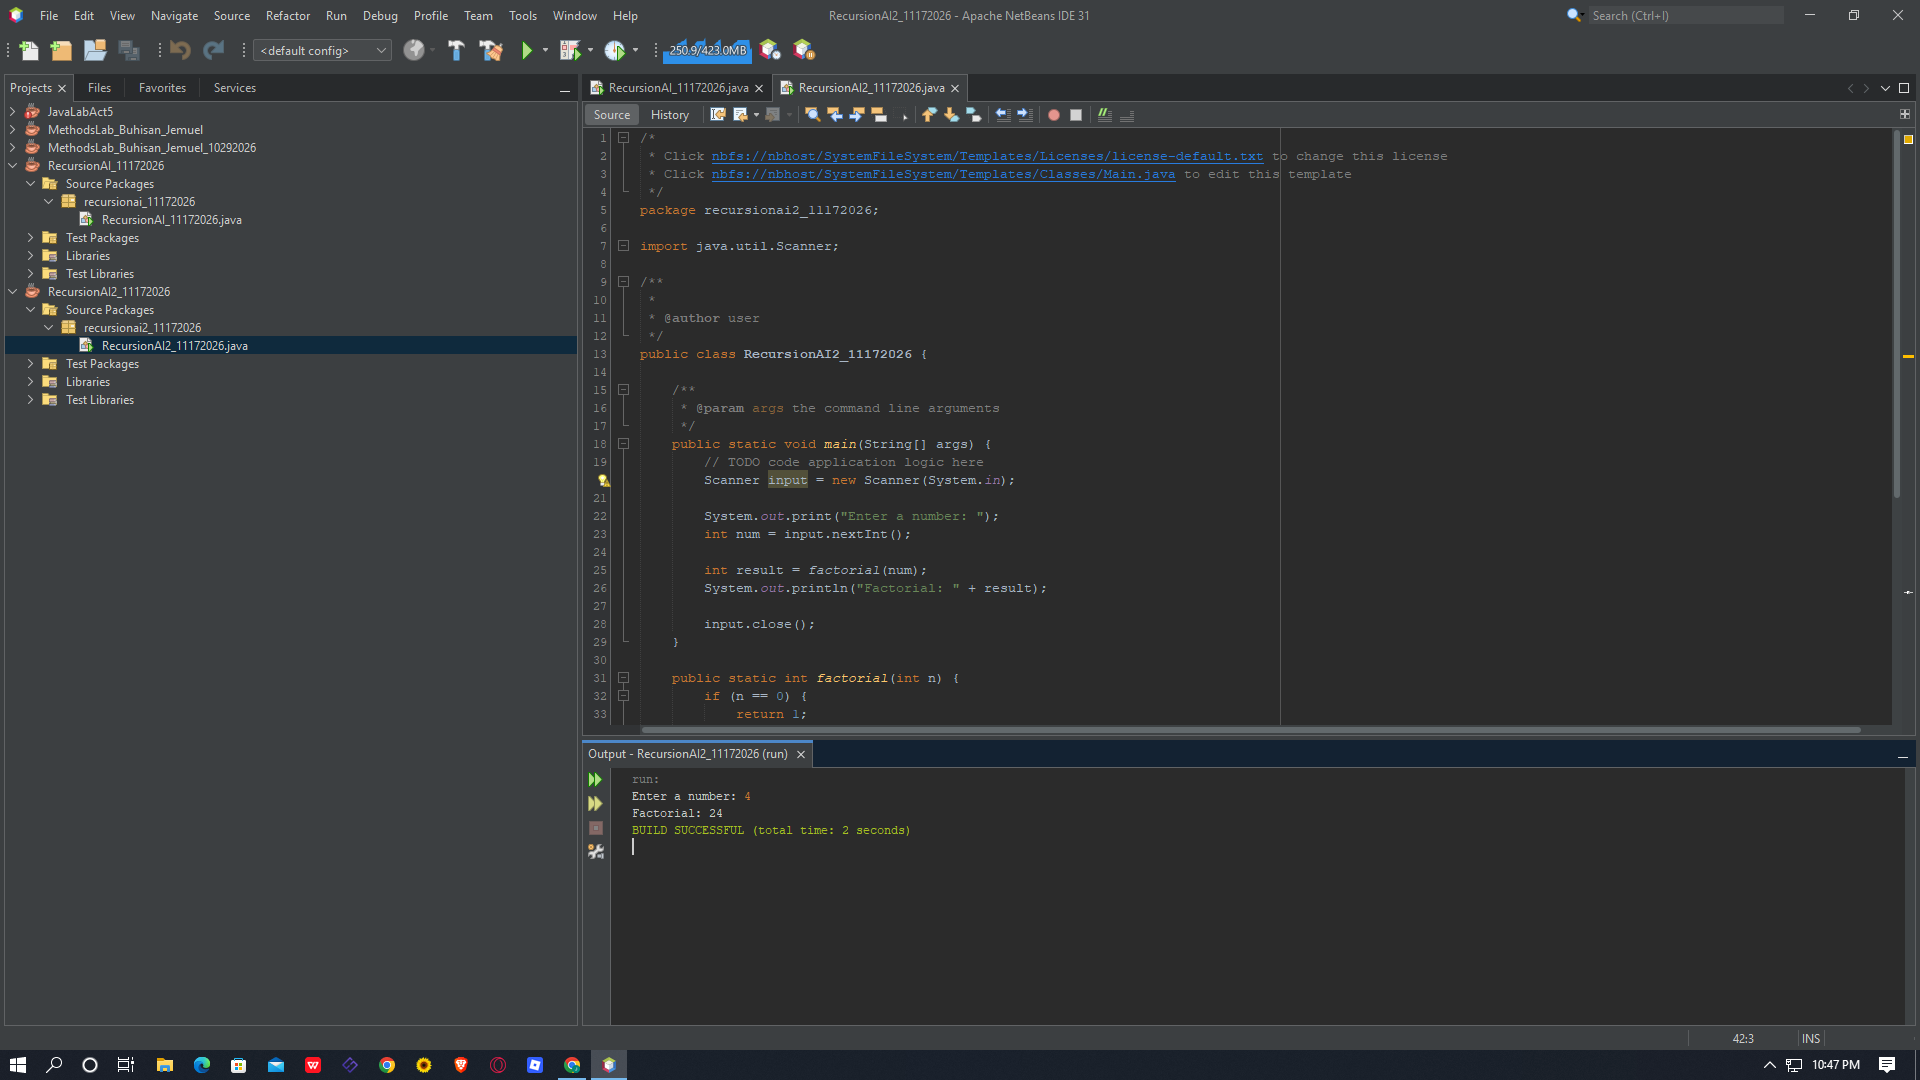 File Edit View Navigate Source Refactor Run Debug Profile Team Tools Window Help
RecursionAI2_11172026 - Apache NetBeans IDE 31
Search (Ctrl+I)
<default config>
250.9/423.0MB
Projects Files Favorites Services
JavaLabAct5
MethodsLab_Buhisan_Jemuel
MethodsLab_Buhisan_Jemuel_10292026
RecursionAI_11172026
Source Packages
recursionai_11172026
RecursionAI_11172026.java
Test Packages
Libraries
Test Libraries
RecursionAI2_11172026
Source Packages
recursionai2_11172026
RecursionAI2_11172026.java
Test Packages
Libraries
Test Libraries
RecursionAI_11172026.java RecursionAI2_11172026.java
Source History
1 /*
2 * Click nbfs://nbhost/SystemFileSystem/Templates/Licenses/license-default.txt to change this license
3 * Click nbfs://nbhost/SystemFileSystem/Templates/Classes/Main.java to edit this template
4 */
5 package recursionai2_11172026;
6
7 import java.util.Scanner;
8
9 /**
10 *
11 * @author user
12 */
13 public class RecursionAI2_11172026 {
14
15 /**
16 * @param args the command line arguments
17 */
18 public static void main(String[] args) {
19 // TODO code application logic here
Scanner input = new Scanner(System.in);
21
22 System.out.print("Enter a number: ");
23 int num = input.nextInt();
24
25 int result = factorial(num);
26 System.out.println("Factorial: " + result);
27
28 input.close();
29 }
30
31 public static int factorial(int n) {
32 if (n == 0) {
33 return 1;
Output - RecursionAI2_11172026 (run)
run:
Enter a number: 4
Factorial: 24
BUILD SUCCESSFUL (total time: 2 seconds)
42:3 INS
10:47 PM